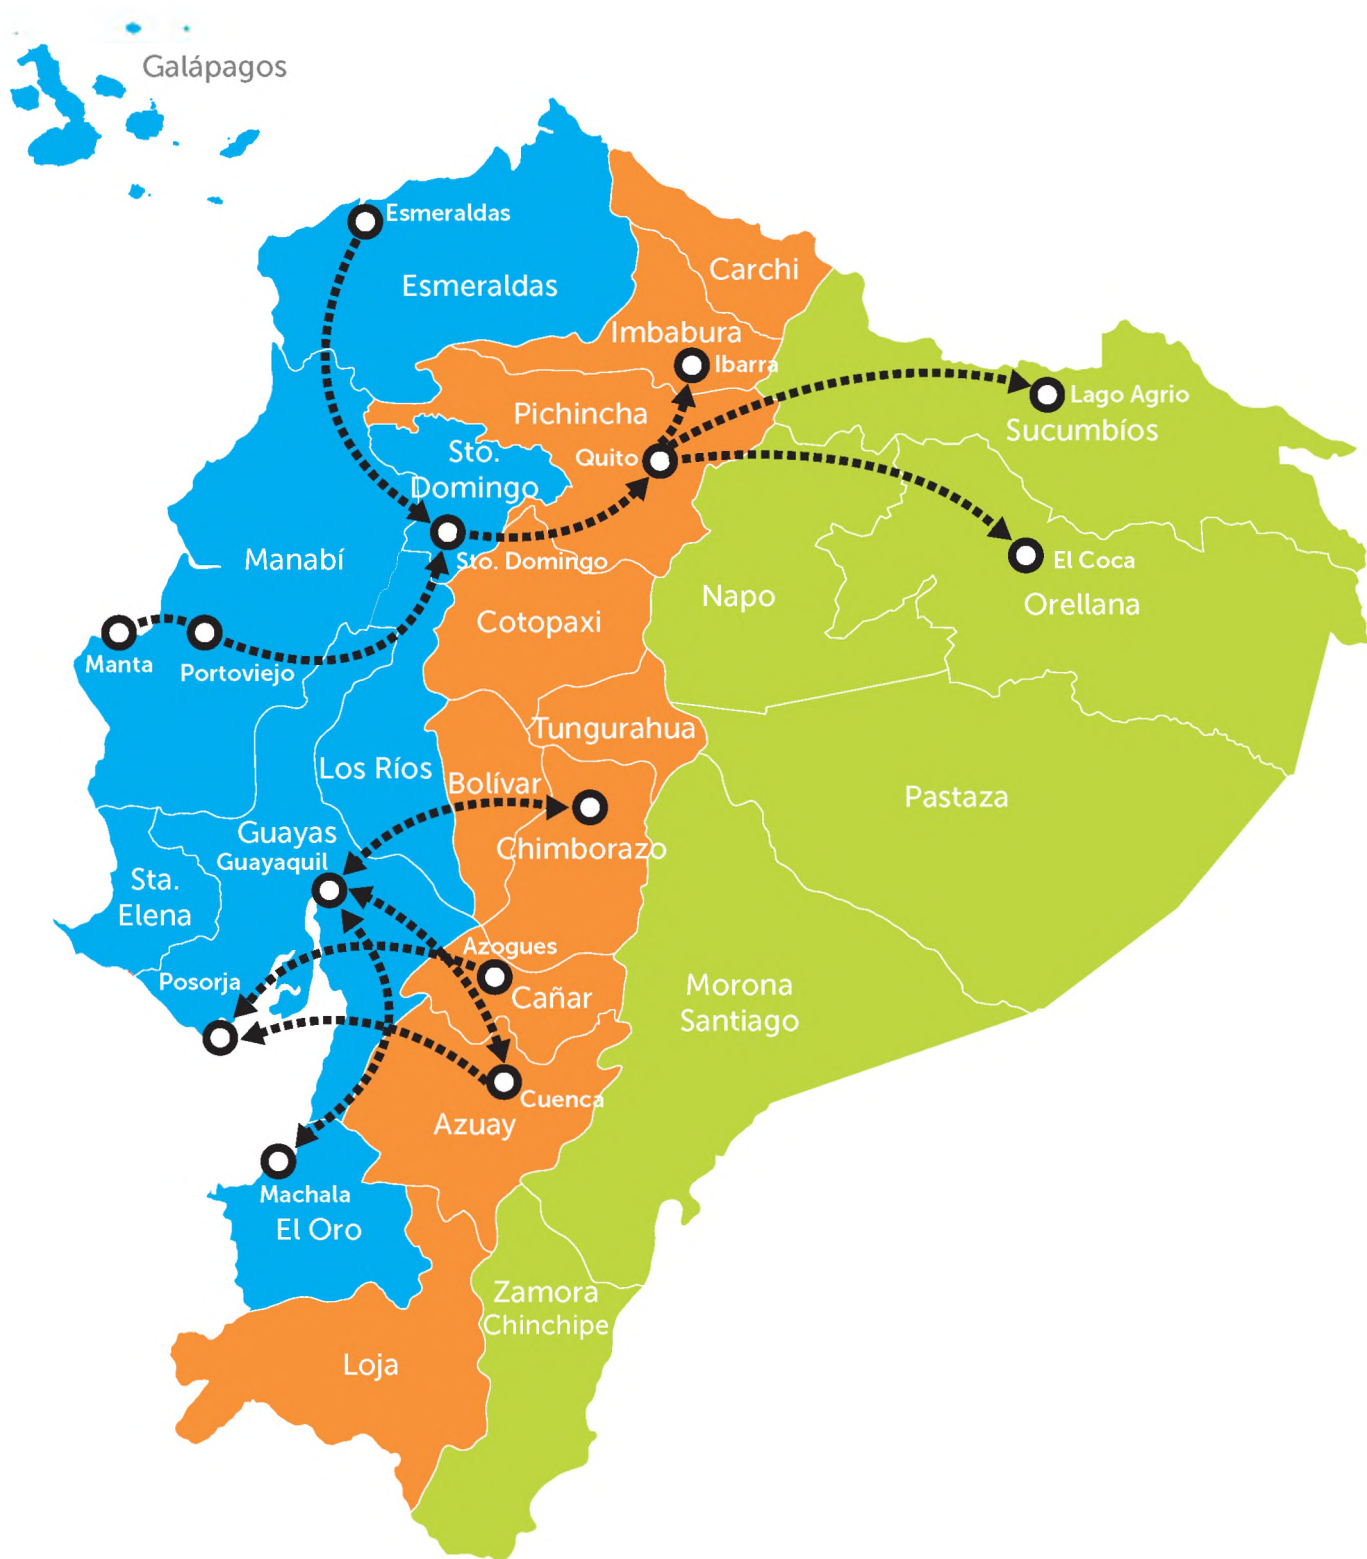 Galápagos
Esmeraldas
Esmeraldas
Carchi
Imbabura
Ibarra
Lago Agrio
Sucumbíos
Pichincha
Quito
Sto.
Domingo
Sto. Domingo
Manabí
El Coca
Orellana
Napo
Cotopaxi
Manta
Portoviejo
Tungurahua
Los Ríos
Bolívar
Pastaza
Guayas
Guayaquil
Chimborazo
Sta.
Elena
Azogues
Posorja
Cañar
Morona
Santiago
Cuenca
Azuay
Machala
El Oro
Zamora
Chinchipe
Loja